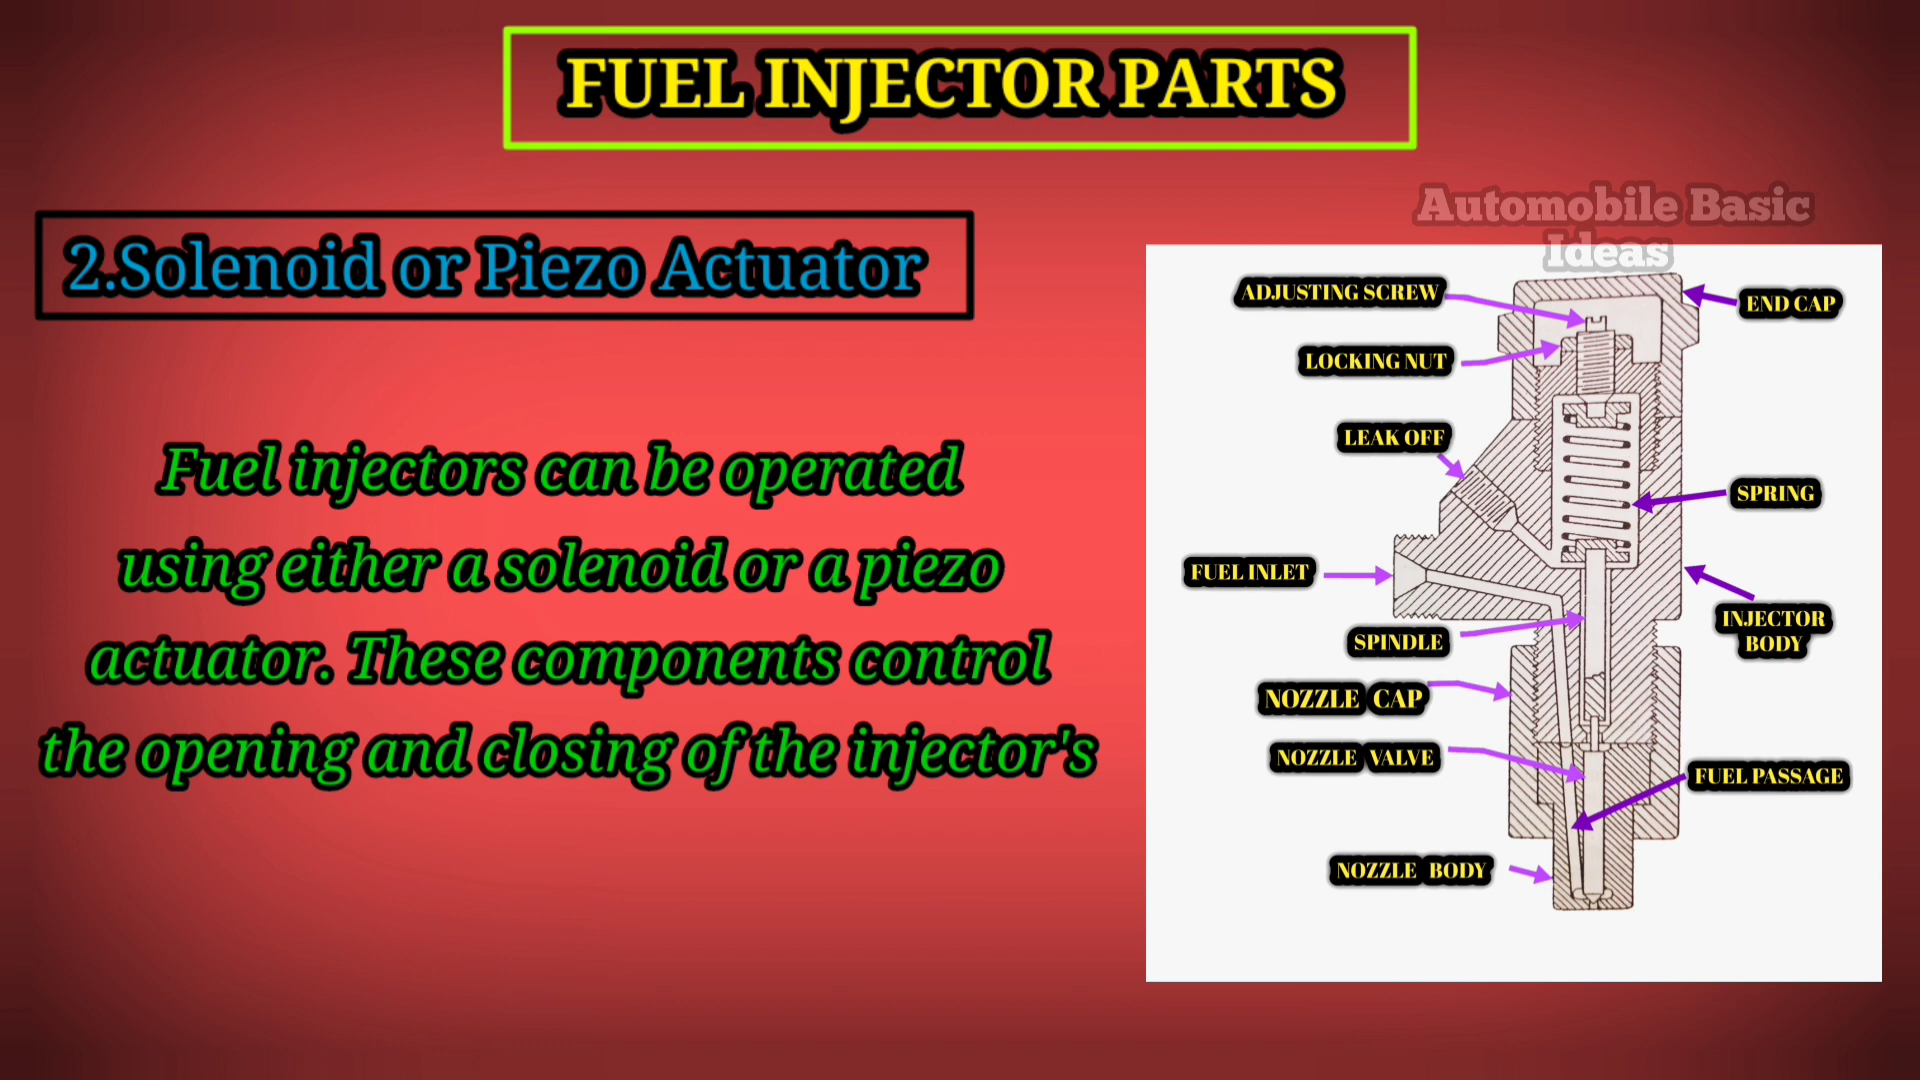 FUEL INJECTOR PARTS
Automobile Basic
Ideas
2.Solenoid or Piezo Actuator
Fuel injectors can be operated
using either a solenoid or a piezo
actuator. These components control
the opening and closing of the injector's
ADJUSTING SCREW
END CAP
LOCKING NUT
LEAK OFF
SPRING
FUEL INLET
INJECTOR
BODY
SPINDLE
NOZZLE CAP
NOZZLE VALVE
FUEL PASSAGE
NOZZLE BODY